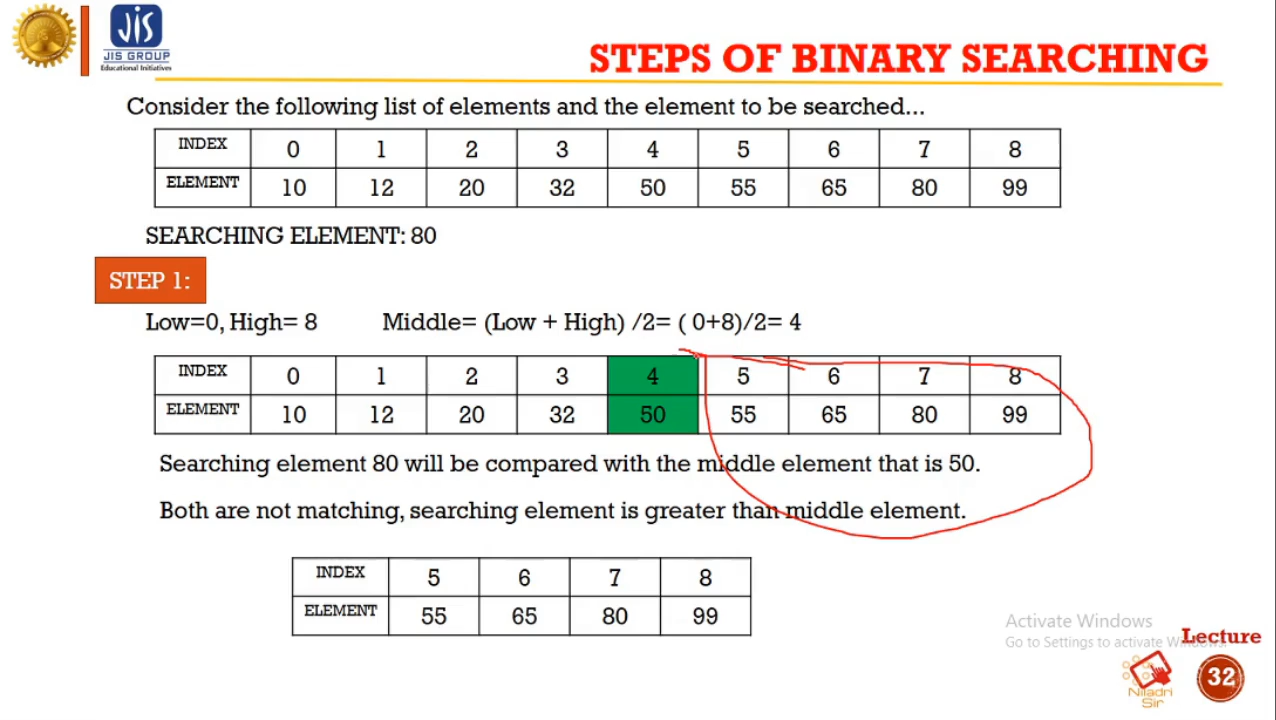 JIS
JIS GROUP
Educational Initiatives
STEPS OF BINARY SEARCHING
Consider the following list of elements and the element to be searched...
INDEX 0 1 2 3 4 5 6 7 8
ELEMENT 10 12 20 32 50 55 65 80 99
SEARCHING ELEMENT: 80
STEP 1:
Low=0, High= 8 Middle= (Low + High) /2= ( 0+8)/2= 4
INDEX 0 1 2 3 4 5 6 7 8
ELEMENT 10 12 20 32 50 55 65 80 99
Searching element 80 will be compared with the middle element that is 50.
Both are not matching, searching element is greater than middle element.
INDEX 5 6 7 8
ELEMENT 55 65 80 99
Activate Windows
Go to Settings to activate Windows.
Lecture
32
Niladri
Sir